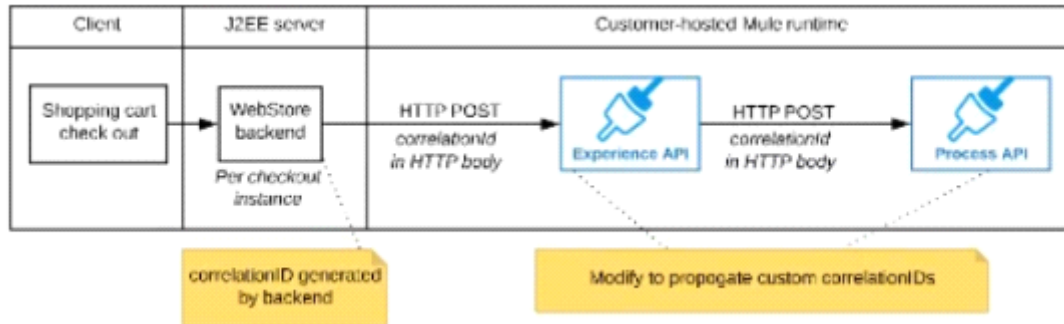 Client
J2EE server
Customer-hosted Mule runtime
Shopping cart
check out
WebStore
backend
Per checkout
instance
HTTP POST
correlationId
in HTTP body
Experience API
HTTP POST
correlationId
in HTTP body
Process API
correlationID generated
by backend
Modify to propogate custom correlationIDs